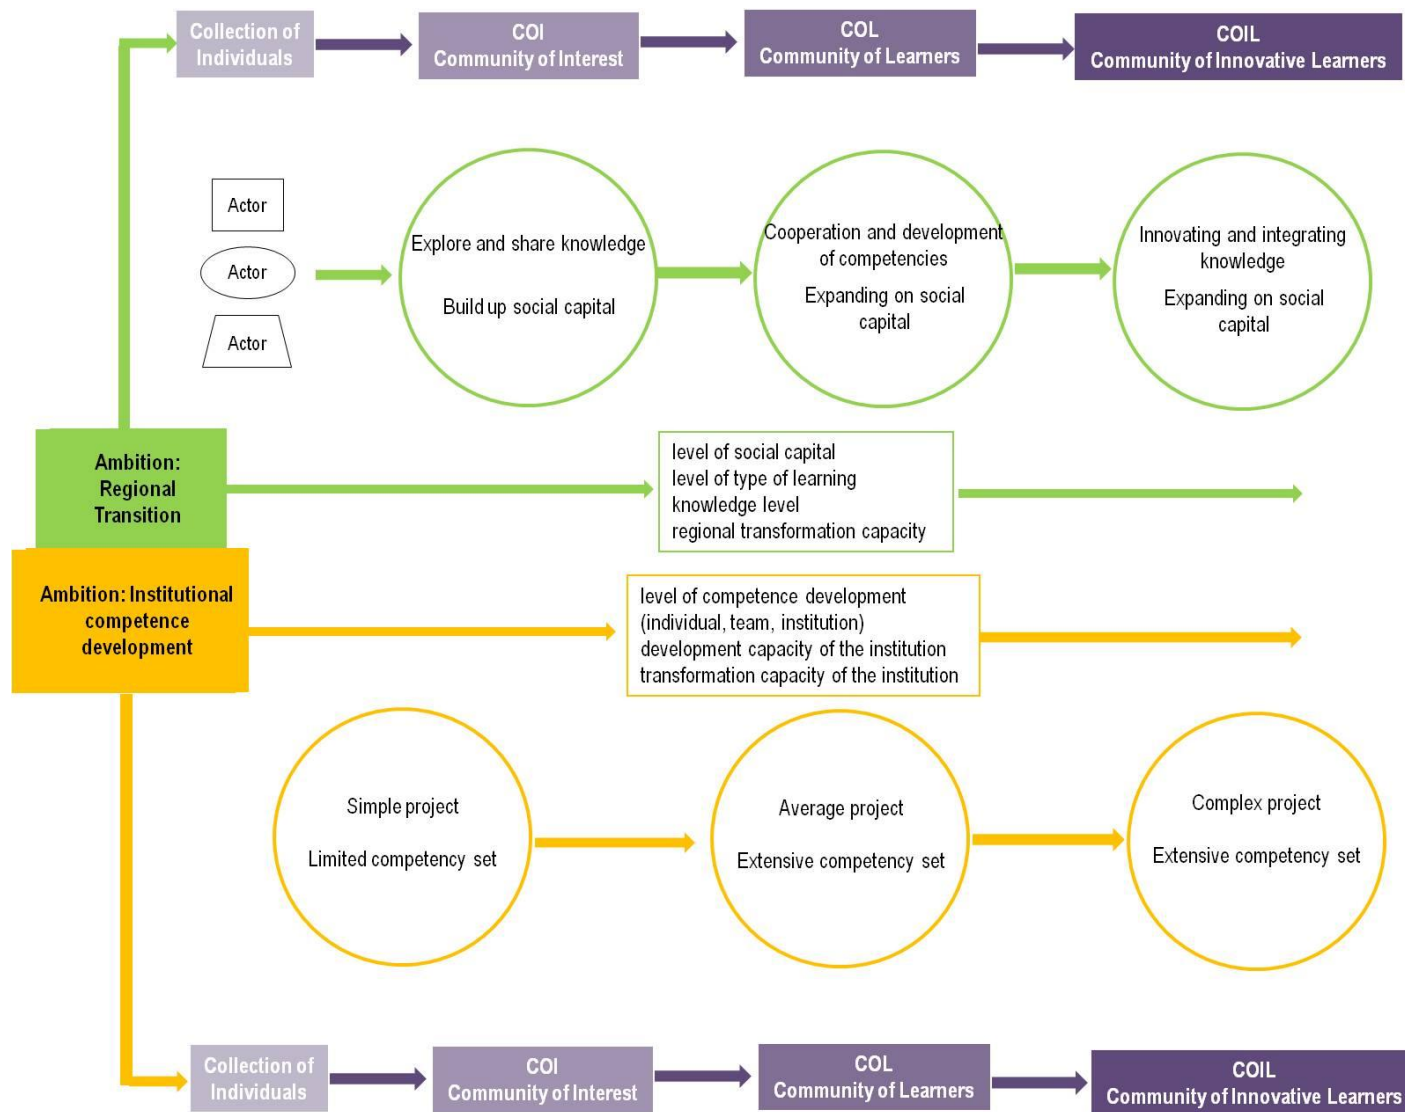 Collection of
Individuals
COI
Community of Interest
COL
Community of Learners
COIL
Community of Innovative Learners
Actor
Actor
Actor
Explore and share knowledge
Build up social capital
Cooperation and development
of competencies
Expanding on social
capital
Innovating and integrating
knowledge
Expanding on social
capital
Ambition:
Regional
Transition
level of social capital
level of type of learning
knowledge level
regional transformation capacity
Ambition: Institutional
competence
development
level of competence development
(individual, team, institution)
development capacity of the institution
transformation capacity of the institution
Simple project
Limited competency set
Average project
Extensive competency set
Complex project
Extensive competency set
Collection of
Individuals
COI
Community of Interest
COL
Community of Learners
COIL
Community of Innovative Learners